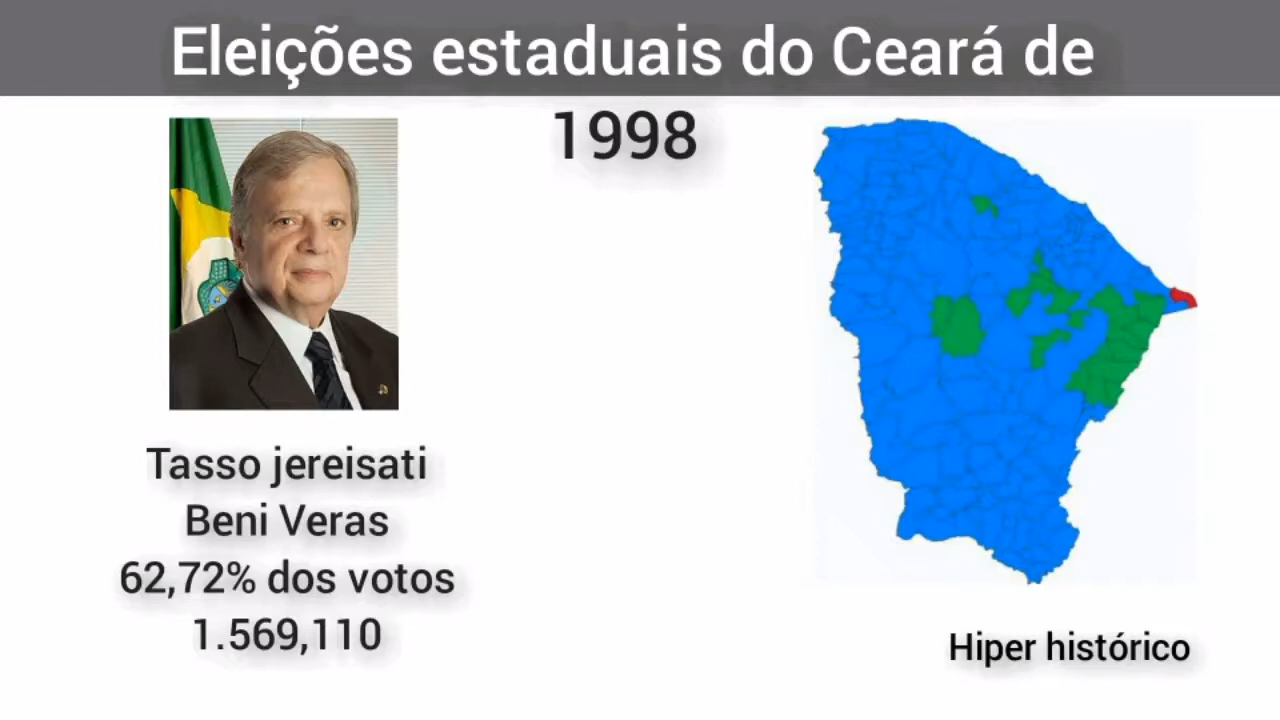 Eleições estaduais do Ceará de
1998
Tasso jereisati
Beni Veras
62,72% dos votos
1.569,110
Hiper histórico